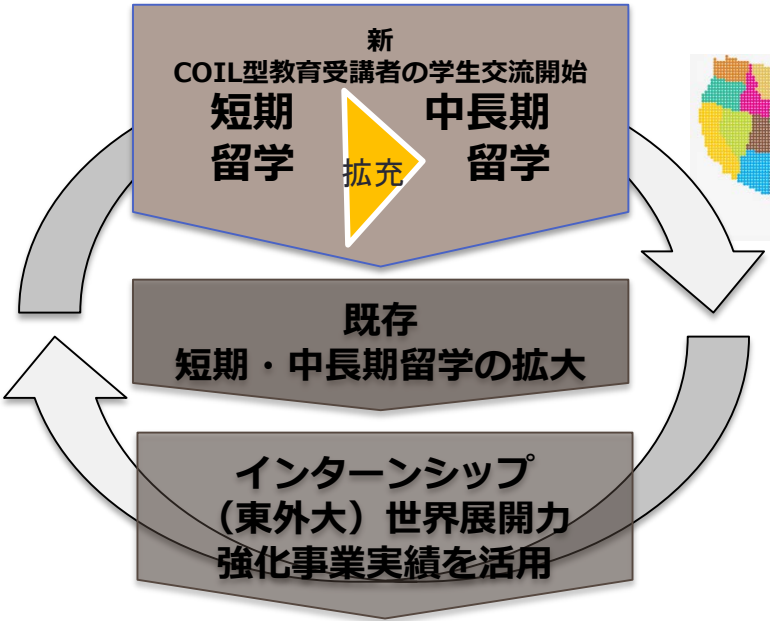 新
COIL型教育受講者の学生交流開始
短期
留学
拡充
中長期
留学
既存
短期・中長期留学の拡大
インターンシップ
（東外大）世界展開力
強化事業実績を活用